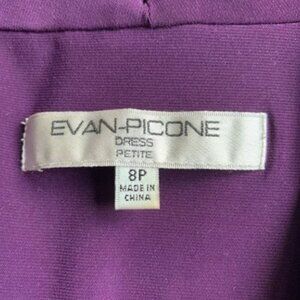 EVAN-PICONE
DRESS
PETITE
8P
MADE IN
CHINA